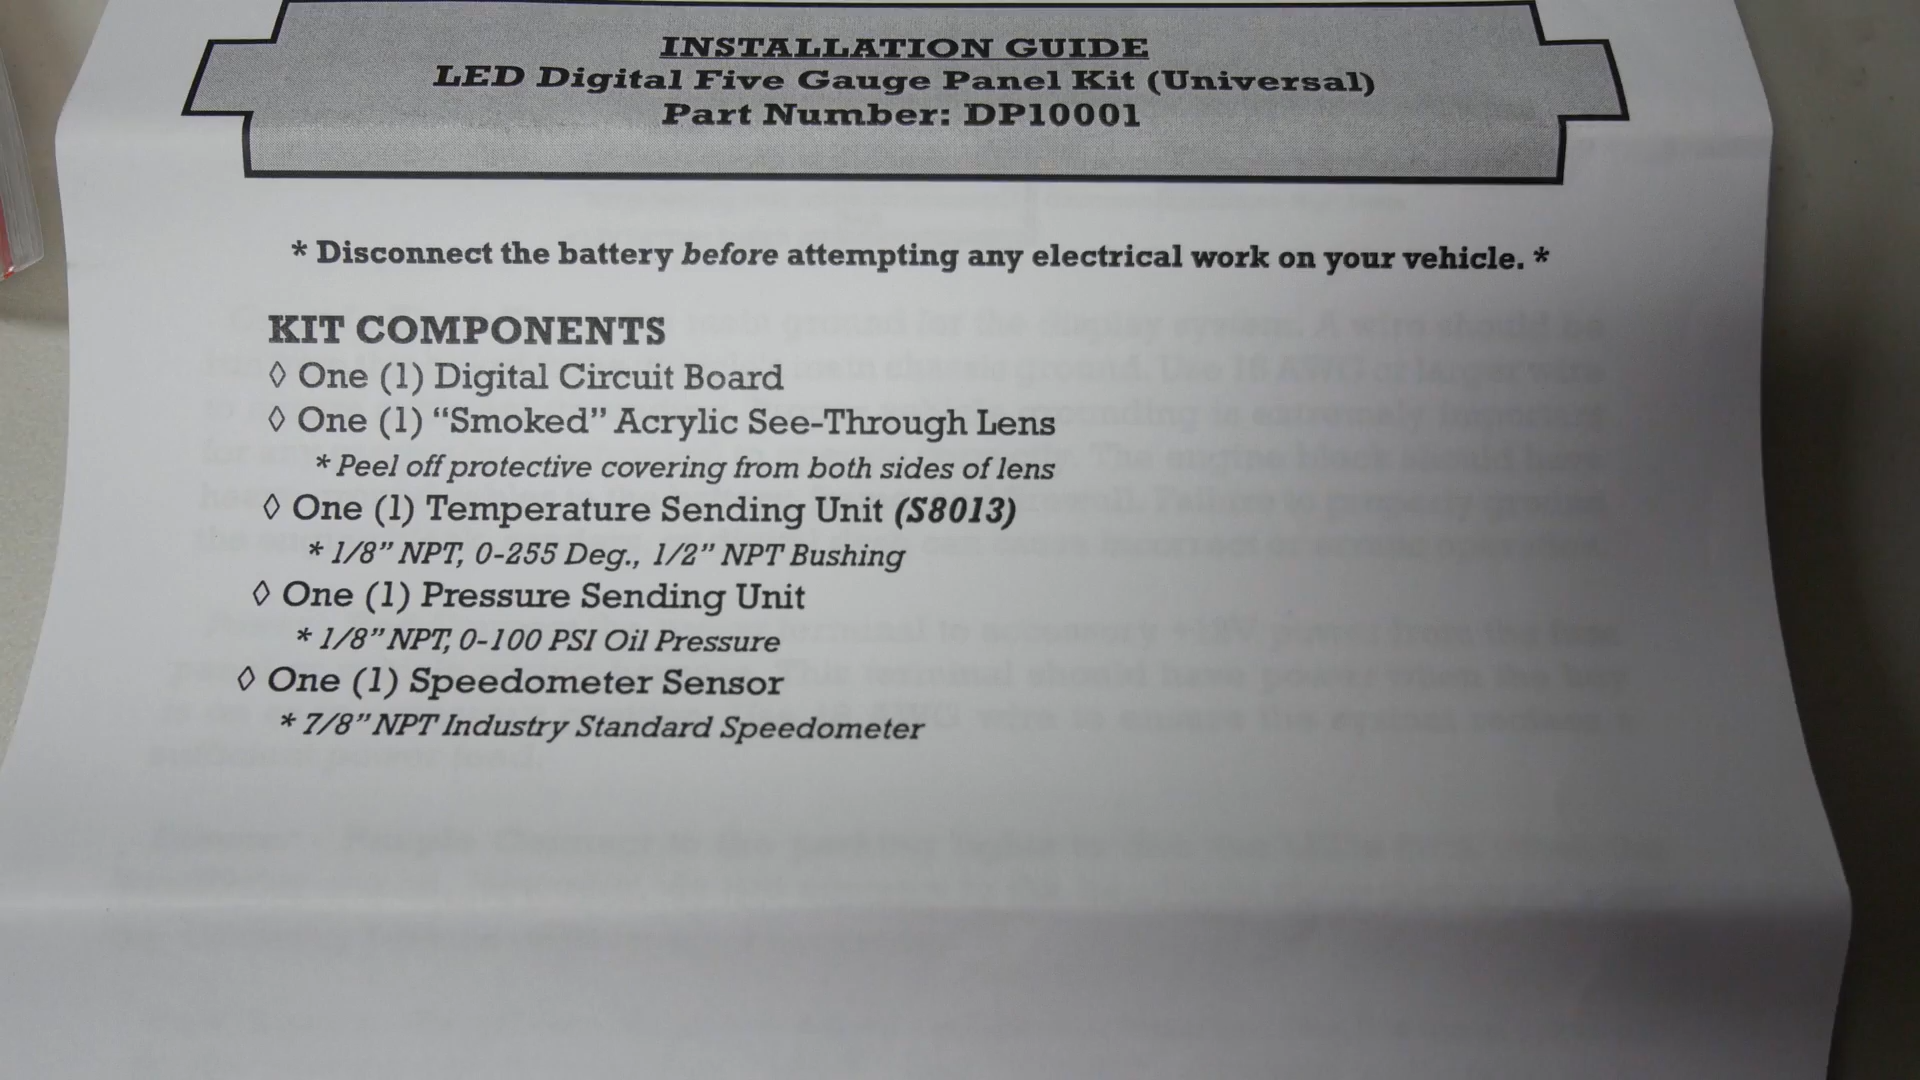 INSTALLATION GUIDE
LED Digital Five Gauge Panel Kit (Universal)
Part Number: DP10001
* Disconnect the battery before attempting any electrical work on your vehicle. *
KIT COMPONENTS
◊ One (1) Digital Circuit Board
◊ One (1) “Smoked” Acrylic See-Through Lens
* Peel off protective covering from both sides of lens
◊ One (1) Temperature Sending Unit (S8013)
* 1/8” NPT, 0-255 Deg., 1/2” NPT Bushing
◊ One (1) Pressure Sending Unit
* 1/8” NPT, 0-100 PSI Oil Pressure
◊ One (1) Speedometer Sensor
* 7/8” NPT Industry Standard Speedometer